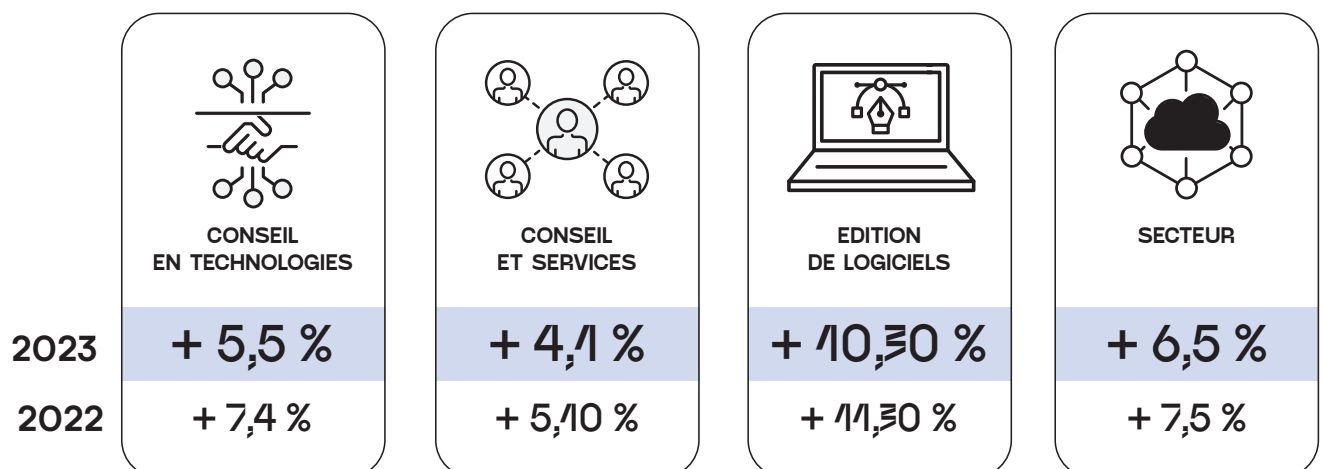 CONSEIL
EN TECHNOLOGIES
CONSEIL
ET SERVICES
EDITION
DE LOGICIELS
SECTEUR
2023 + 5,5 % + 4,1 % + 10,30 % + 6,5 %
2022 + 7,4 % + 5,10 % + 11,30 % + 7,5 %